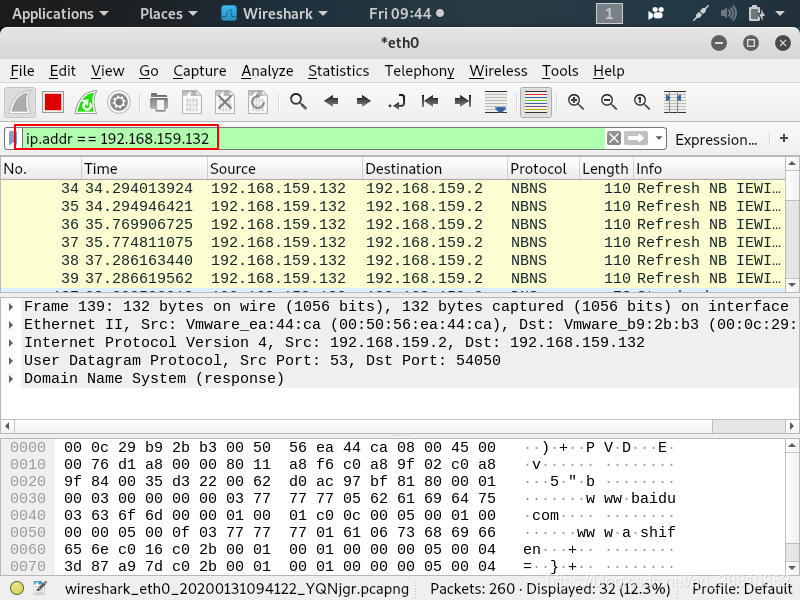 Applications Places Wireshark Fri 09:44 1
*eth0
File Edit View Go Capture Analyze Statistics Telephony Wireless Tools Help
ip.addr == 192.168.159.132 Expression… +
No. Time Source Destination Protocol Length Info
34 34.294013924 192.168.159.132 192.168.159.2 NBNS 110 Refresh NB IEWI…
35 34.294946421 192.168.159.132 192.168.159.2 NBNS 110 Refresh NB IEWI…
36 35.769906725 192.168.159.132 192.168.159.2 NBNS 110 Refresh NB IEWI…
37 35.774811075 192.168.159.132 192.168.159.2 NBNS 110 Refresh NB IEWI…
38 37.286163440 192.168.159.132 192.168.159.2 NBNS 110 Refresh NB IEWI…
39 37.286619562 192.168.159.132 192.168.159.2 NBNS 110 Refresh NB IEWI…
Frame 139: 132 bytes on wire (1056 bits), 132 bytes captured (1056 bits) on interface
Ethernet II, Src: Vmware_ea:44:ca (00:50:56:ea:44:ca), Dst: Vmware_b9:2b:b3 (00:0c:29:
Internet Protocol Version 4, Src: 192.168.159.2, Dst: 192.168.159.132
User Datagram Protocol, Src Port: 53, Dst Port: 54050
Domain Name System (response)
0000 00 0c 29 b9 2b b3 00 50 56 ea 44 ca 08 00 45 00 ··)·+··P V·D···E·
0010 00 76 d1 a8 00 00 80 11 a8 f6 c0 a8 9f 02 c0 a8 ·v······ ········
0020 9f 84 00 35 d3 22 00 62 d0 ac 97 bf 81 80 00 01 ···5·"·b ········
0030 00 03 00 00 00 00 03 77 77 77 05 62 61 69 64 75 ·······w ww·baidu
0040 03 63 6f 6d 00 00 01 00 01 c0 0c 00 05 00 01 00 ·com···· ········
0050 00 00 05 00 0f 03 77 77 77 01 61 06 73 68 69 66 ······ww w·a·shif
0060 65 6e c0 16 c0 2b 00 01 00 01 00 00 00 05 00 04 en···+·· ········
0070 3d 87 a9 7d c0 2b 00 01 00 01 00 00 00 05 00 04 =··}·+·· ········
wireshark_eth0_20200131094122_YQNjgr.pcapng Packets: 260 · Displayed: 32 (12.3%) Profile: Default